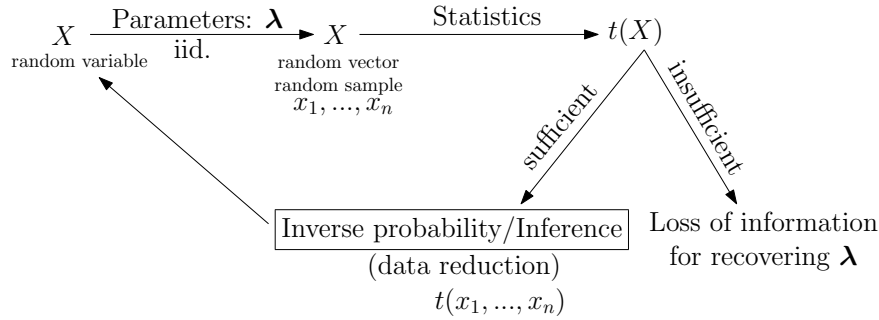 Parameters: λ
Statistics
X
X
t(X)
iid.
random variable
random vector
random sample
x₁, ..., xₙ
sufficient
insufficient
Inverse probability/Inference
(data reduction)
t(x₁, ..., xₙ)
Loss of information
for recovering λ